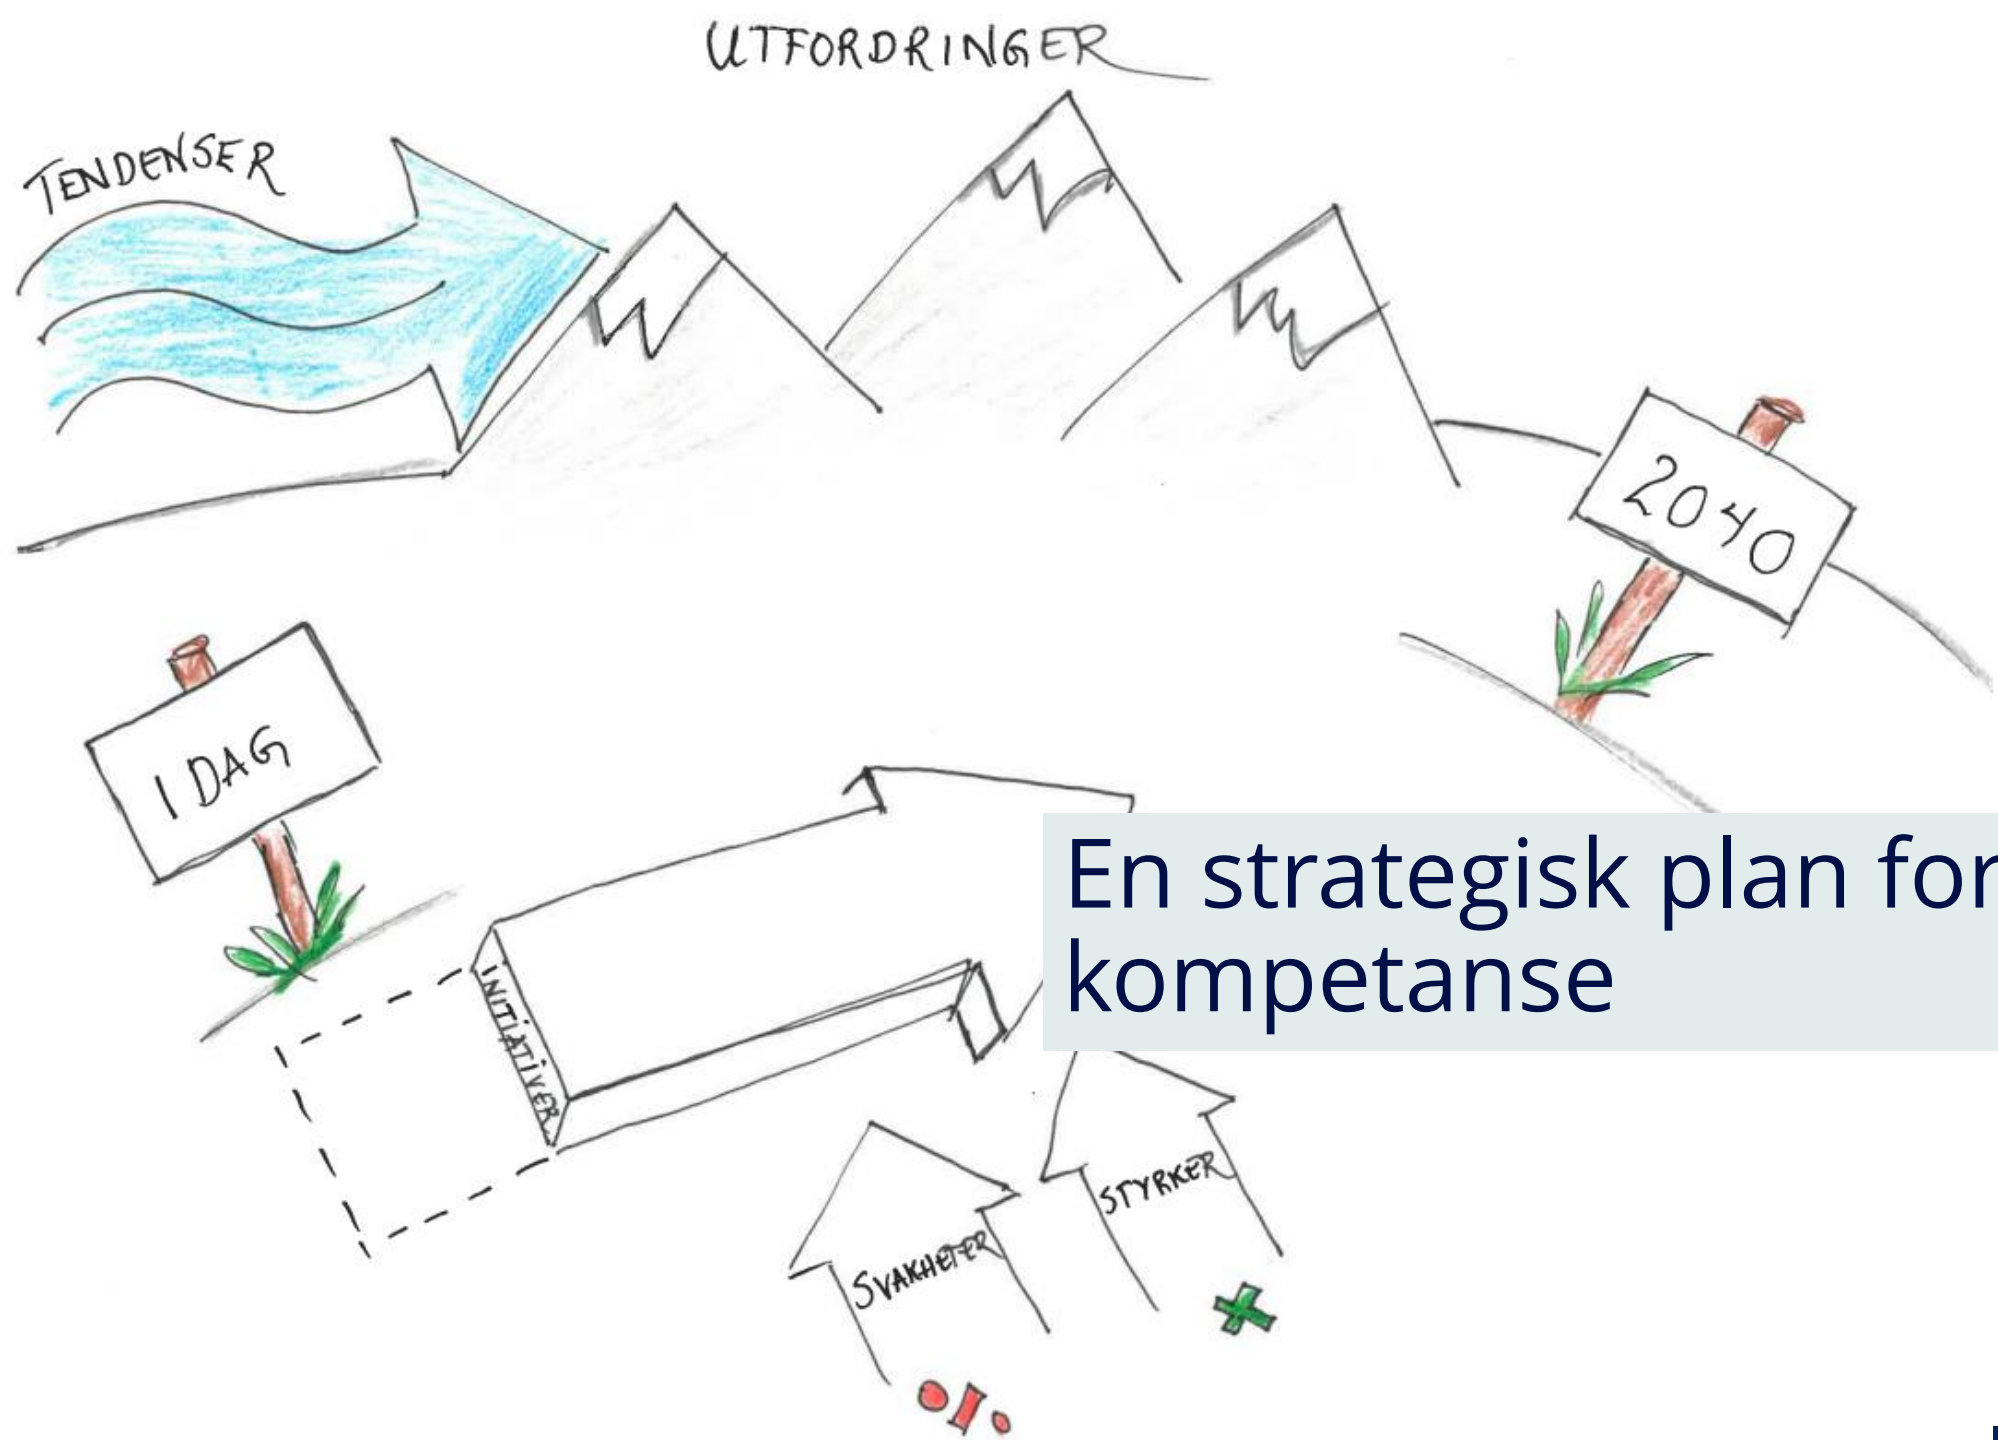 UTFORDRINGER
TENDENSER
2040
I DAG
En strategisk plan for
kompetanse
INITIATIVER
STYRKER
SVAKHETER